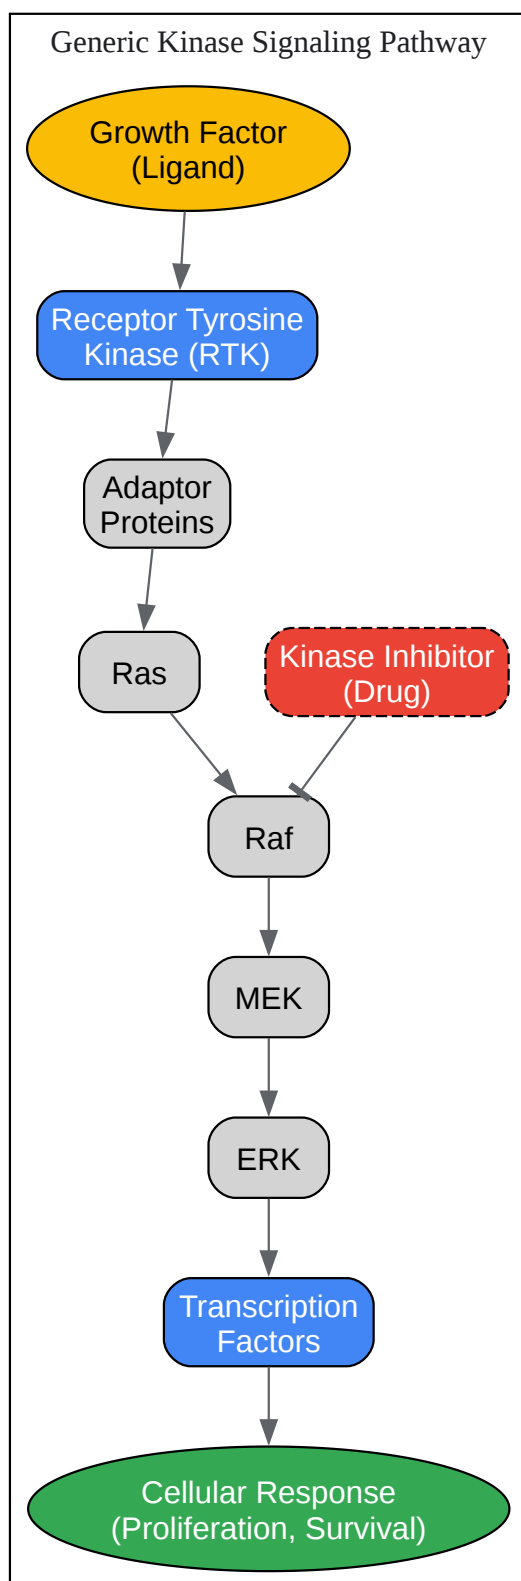 Generic Kinase Signaling Pathway
Growth Factor
(Ligand)
Receptor Tyrosine
Kinase (RTK)
Adaptor
Proteins
Ras
Kinase Inhibitor
(Drug)
Raf
MEK
ERK
Transcription
Factors
Cellular Response
(Proliferation, Survival)